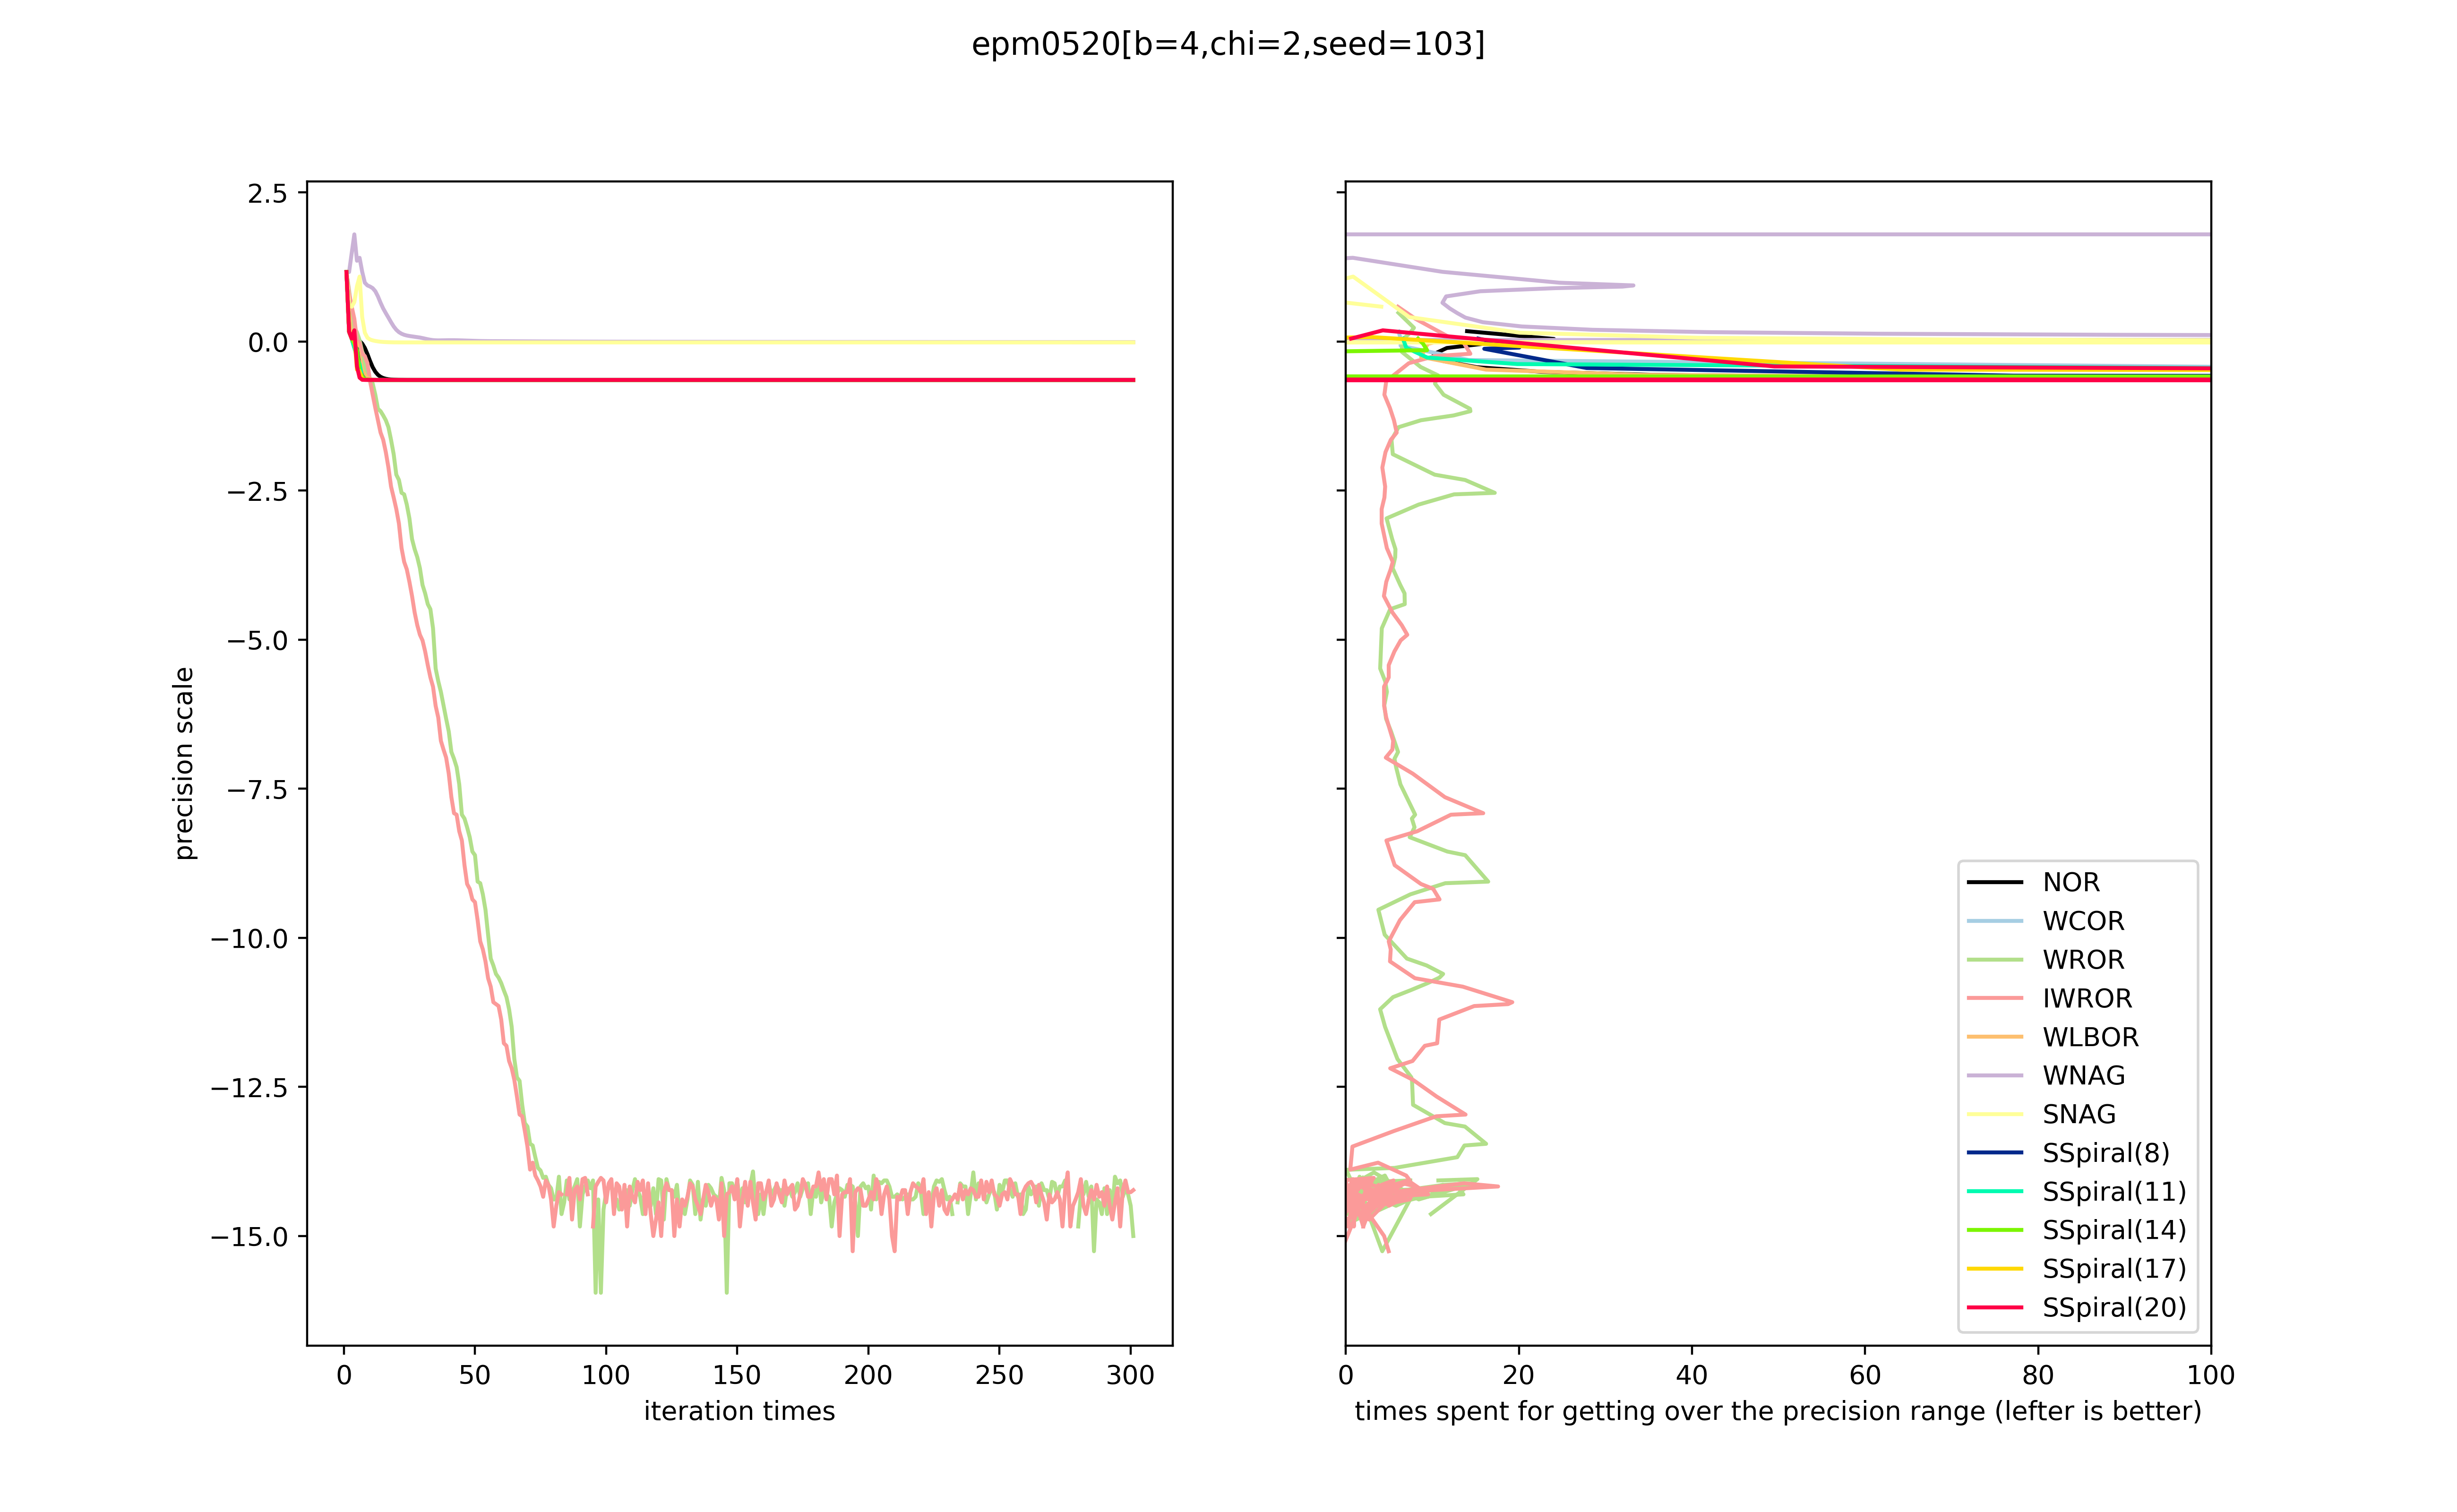 epm0520[b=4,chi=2,seed=103]
precision scale
2.5
0.0
−2.5
−5.0
−7.5
−10.0
−12.5
−15.0
0 50 100 150 200 250 300
iteration times
0 20 40 60 80 100
times spent for getting over the precision range (lefter is better)
NOR
WCOR
WROR
IWROR
WLBOR
WNAG
SNAG
SSpiral(8)
SSpiral(11)
SSpiral(14)
SSpiral(17)
SSpiral(20)